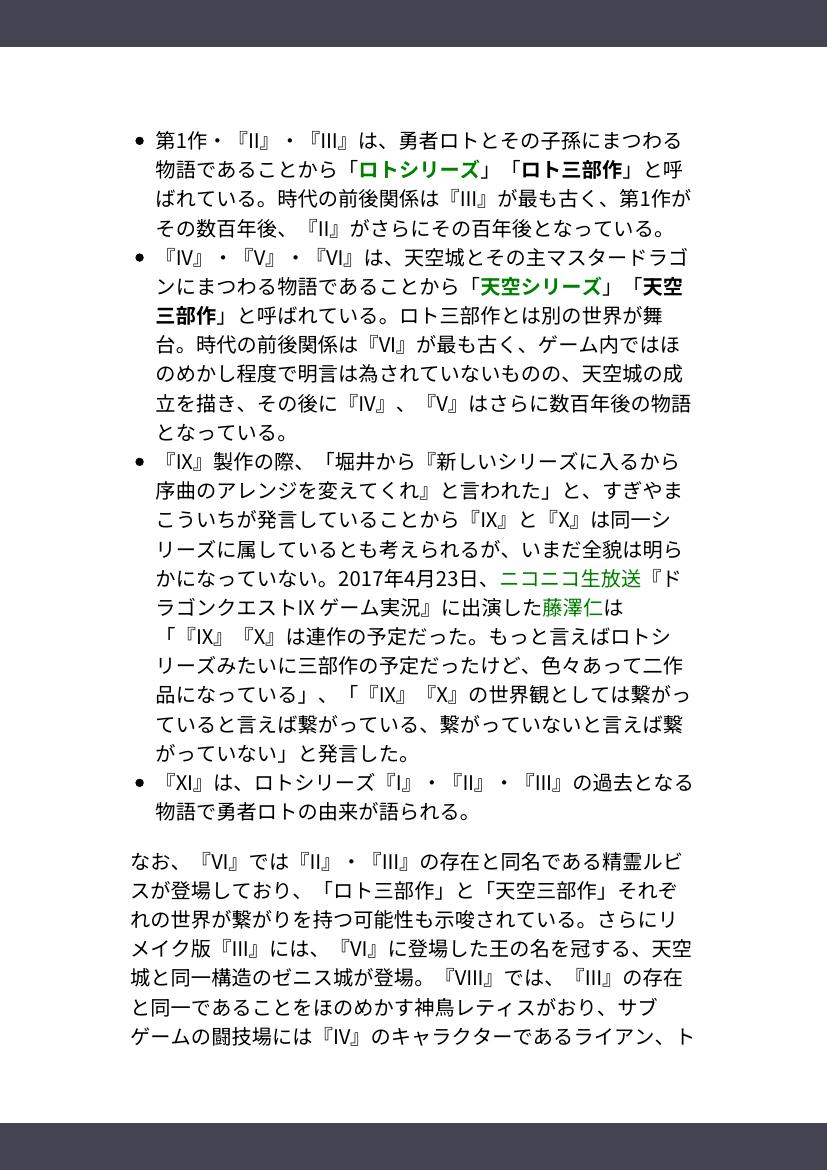 • 第1作・『II』・『III』は、勇者ロトとその子孫にまつわる
物語であることから「ロトシリーズ」「ロト三部作」と呼
ばれている。時代の前後関係は『III』が最も古く、第1作が
その数百年後、『II』がさらにその百年後となっている。
• 『IV』・『V』・『VI』は、天空城とその主マスタードラゴ
ンにまつわる物語であることから「天空シリーズ」「天空
三部作」と呼ばれている。ロト三部作とは別の世界が舞
台。時代の前後関係は『VI』が最も古く、ゲーム内ではほ
のめかし程度で明言は為されていないものの、天空城の成
立を描き、その後に『IV』、『V』はさらに数百年後の物語
となっている。
• 『IX』製作の際、「堀井から『新しいシリーズに入るから
序曲のアレンジを変えてくれ』と言われた」と、すぎやま
こういちが発言していることから『IX』と『X』は同一シ
リーズに属しているとも考えられるが、いまだ全貌は明ら
かになっていない。2017年4月23日、ニコニコ生放送『ド
ラゴンクエストIX ゲーム実況』に出演した藤澤仁は
「『IX』『X』は連作の予定だった。もっと言えばロトシ
リーズみたいに三部作の予定だったけど、色々あって二作
品になっている」、「『IX』『X』の世界観としては繋がっ
ていると言えば繋がっている、繋がっていないと言えば繋
がっていない」と発言した。
• 『XI』は、ロトシリーズ『I』・『II』・『III』の過去となる
物語で勇者ロトの由来が語られる。
なお、『VI』では『II』・『III』の存在と同名である精霊ルビ
スが登場しており、「ロト三部作」と「天空三部作」それぞ
れの世界が繋がりを持つ可能性も示唆されている。さらにリ
メイク版『III』には、『VI』に登場した王の名を冠する、天空
城と同一構造のゼニス城が登場。『VIII』では、『III』の存在
と同一であることをほのめかす神鳥レティスがおり、サブ
ゲームの闘技場には『IV』のキャラクターであるライアン、ト